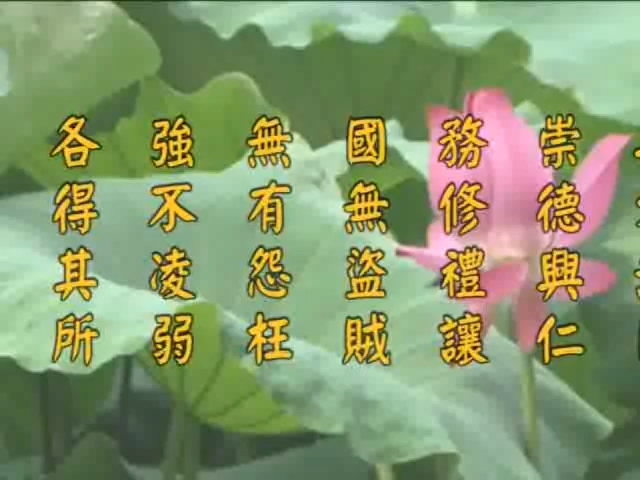 崇德興仁
務修禮讓
國無盜賊
無有怨枉
強不凌弱
各得其所